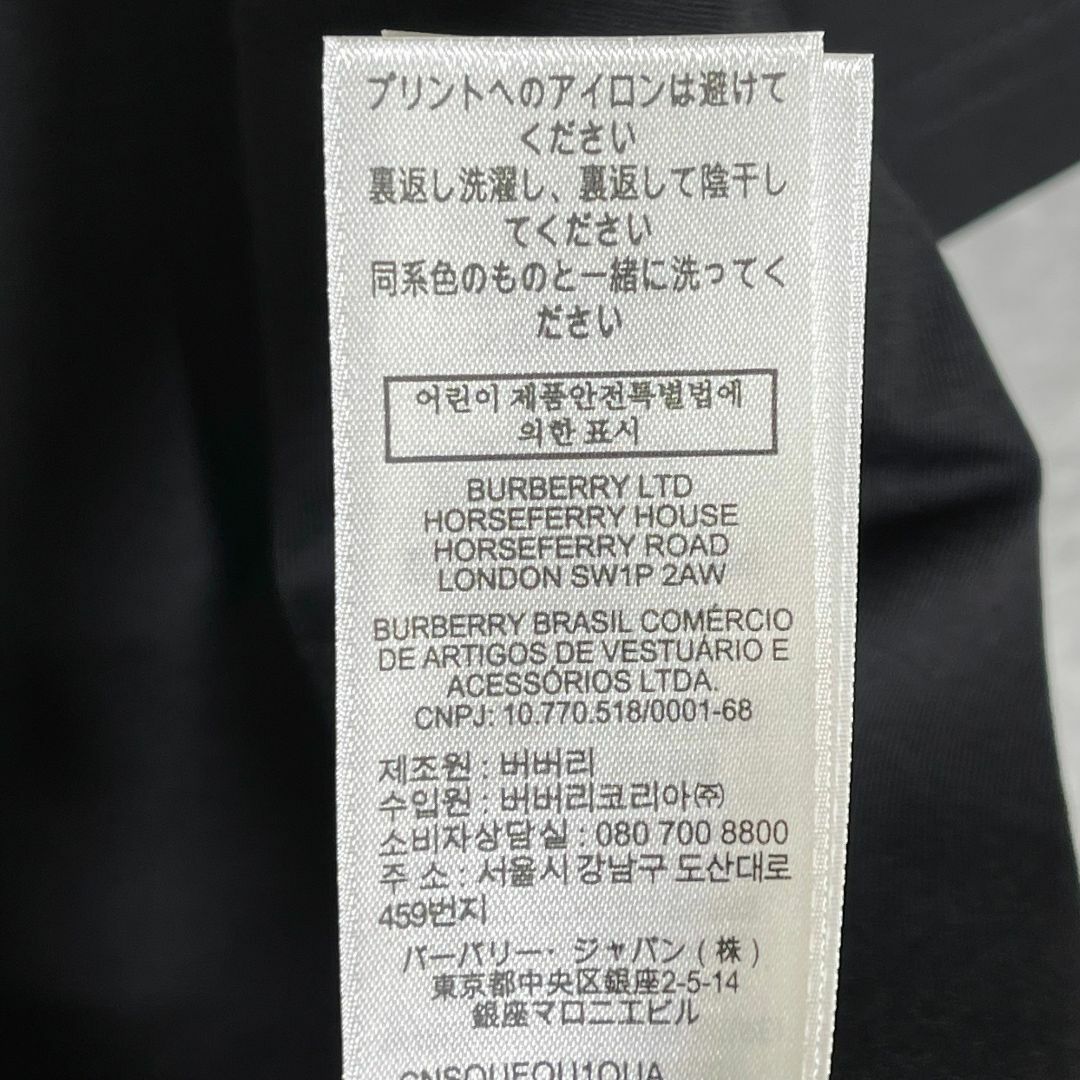 プリントへのアイロンは避けて
ください
裏返し洗濯し、裏返して陰干し
てください
同系色のものと一緒に洗ってく
ださい
어린이 제품안전특별법에
의한 표시
BURBERRY LTD
HORSEFERRY HOUSE
HORSEFERRY ROAD
LONDON SW1P 2AW
BURBERRY BRASIL COMÉRCIO
DE ARTIGOS DE VESTUÁRIO E
ACESSÓRIOS LTDA.
CNPJ: 10.770.518/0001-68
제조원 : 버버리
수입원 : 버버리코리아㈜
소비자상담실 : 080 700 8800
주 소 : 서울시 강남구 도산대로
459번지
バーバリー・ジャパン(株)
東京都中央区銀座2-5-14
銀座マロニエビル